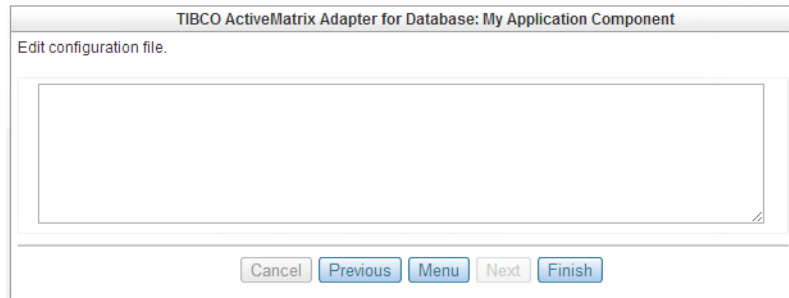 TIBCO ActiveMatrix Adapter for Database: My Application Component
Edit configuration file.
Cancel Previous Menu Next Finish